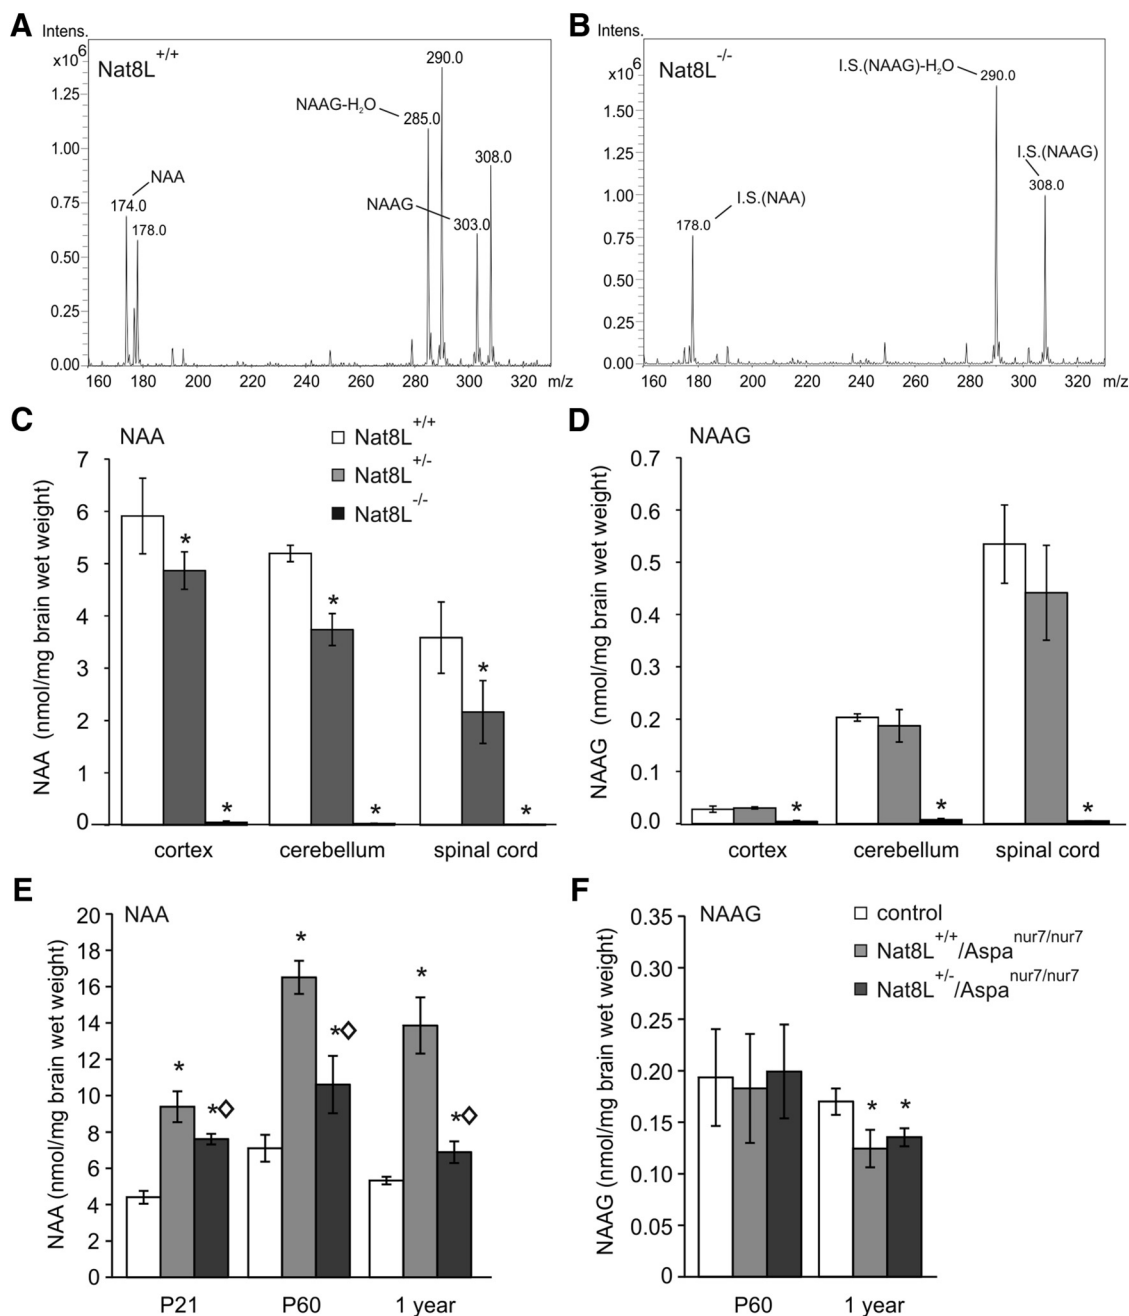 A
Intens.
x10⁶
Nat8L+/+
1.25
1.00
0.75
0.50
0.25
0.00
NAA
174.0
178.0
NAAG-H₂O
285.0
290.0
NAAG
303.0
308.0
160 180 200 220 240 260 280 300 320 m/z
B
Intens.
x10⁶
Nat8L-/-
1.50
1.25
1.00
0.75
0.50
0.25
0.00
I.S.(NAA)
178.0
I.S.(NAAG)-H₂O
290.0
I.S.(NAAG)
308.0
160 180 200 220 240 260 280 300 320 m/z
C
NAA
Nat8L+/+
Nat8L+/-
Nat8L-/-
NAA (nmol/mg brain wet weight)
7
6
5
4
3
2
1
0
* * * * * *
cortex cerebellum spinal cord
D
NAAG
NAAG (nmol/mg brain wet weight)
0.7
0.6
0.5
0.4
0.3
0.2
0.1
0.0
* * *
cortex cerebellum spinal cord
E
NAA
NAA (nmol/mg brain wet weight)
20
18
16
14
12
10
8
6
4
2
0
* *◇ * *◇ * *◇
P21 P60 1 year
F
NAAG
control
Nat8L+/+/Aspanur7/nur7
Nat8L+/-/Aspanur7/nur7
NAAG (nmol/mg brain wet weight)
0.35
0.30
0.25
0.20
0.15
0.10
0.05
0
* *
P60 1 year